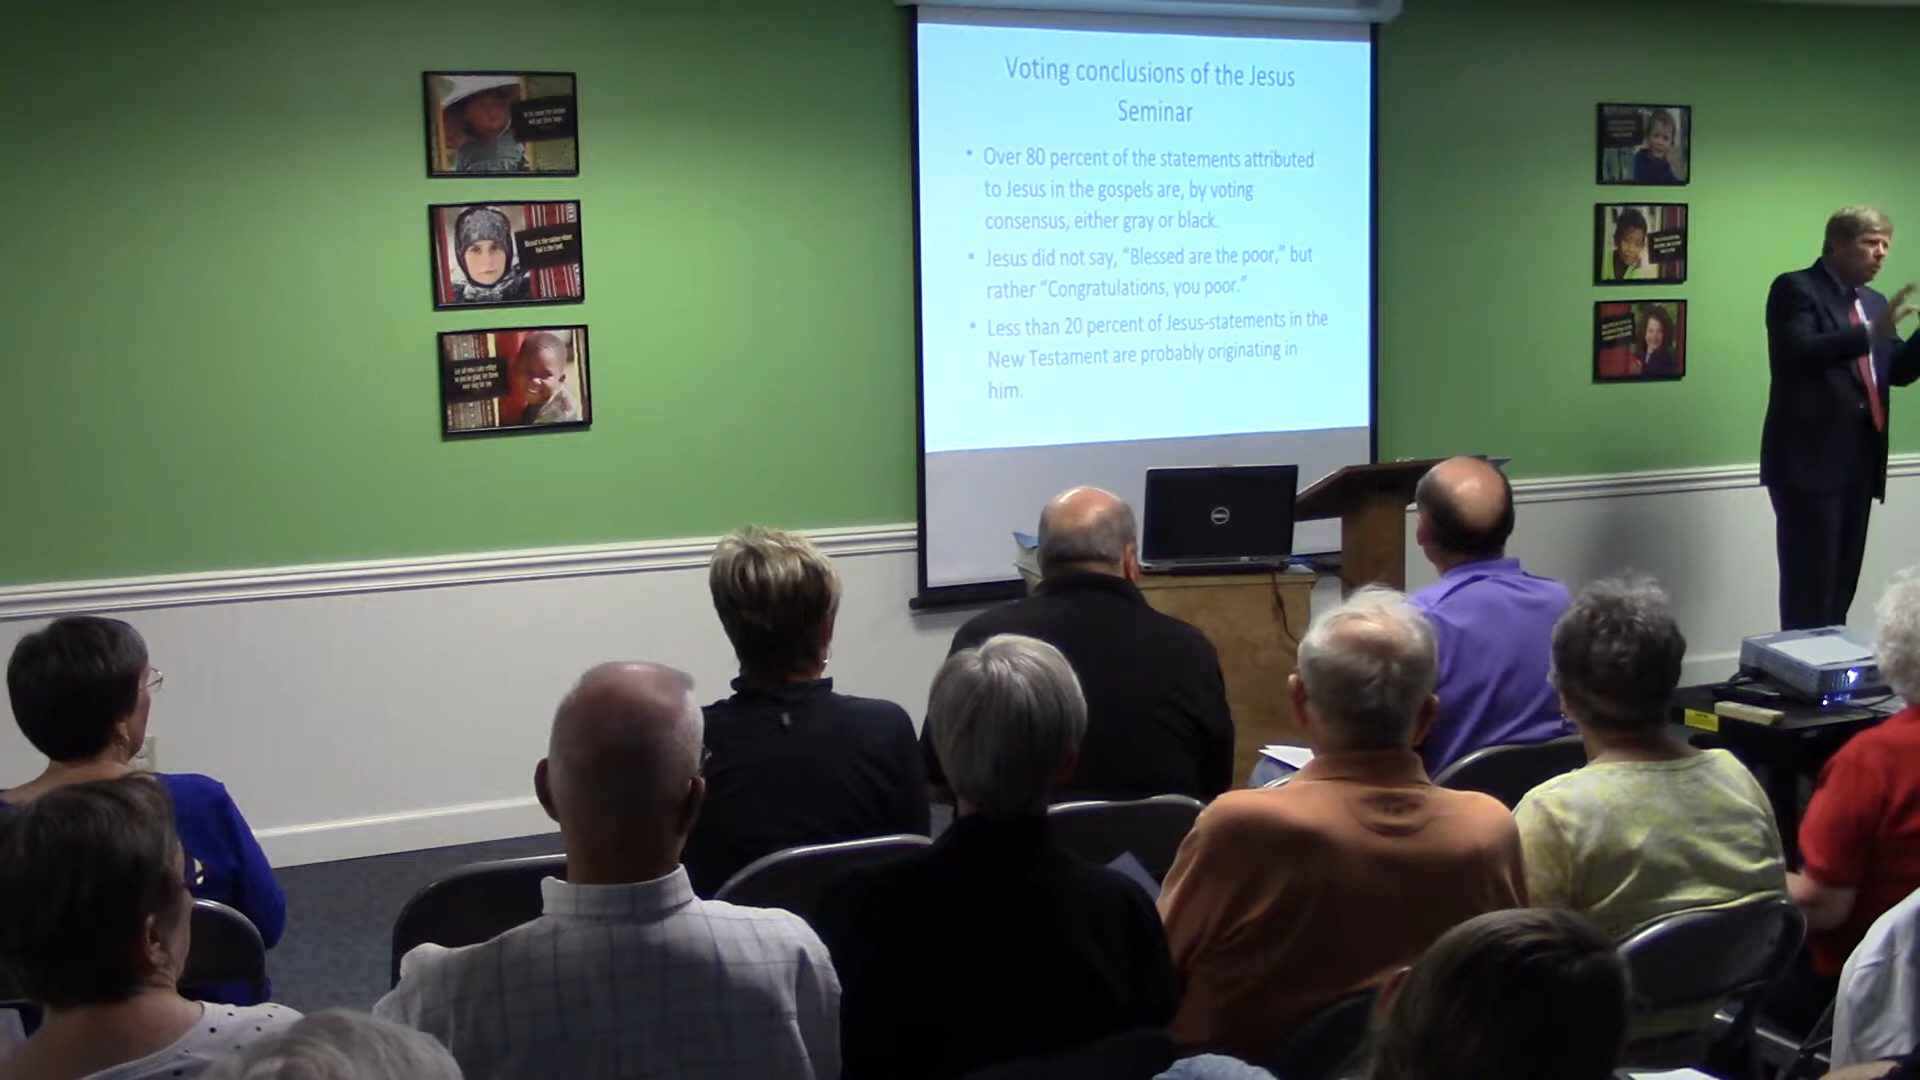 Voting conclusions of the Jesus
Seminar
• Over 80 percent of the statements attributed
to Jesus in the gospels are, by voting
consensus, either gray or black.
• Jesus did not say, “Blessed are the poor,” but
rather “Congratulations, you poor.”
• Less than 20 percent of Jesus-statements in the
New Testament are probably originating in
him.
DELL